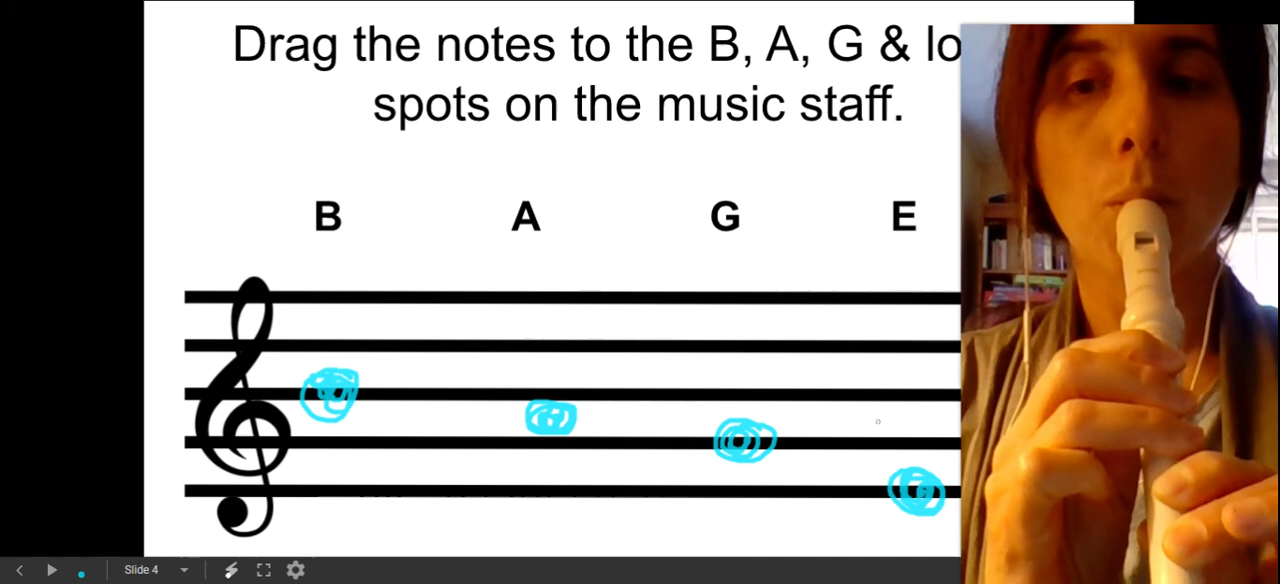 Drag the notes to the B, A, G & lo
spots on the music staff.
B A G E
Slide 4